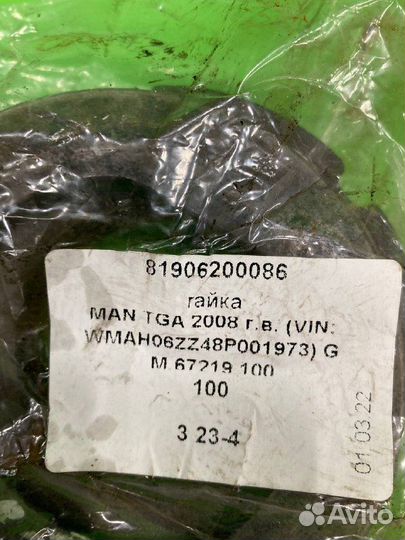 81906200086
гайка
MAN TGA 2008 г.в. (VIN:
WMAH06ZZ48P001973) G
M 67219 100
100
3 23-4
01 03 22
Avito